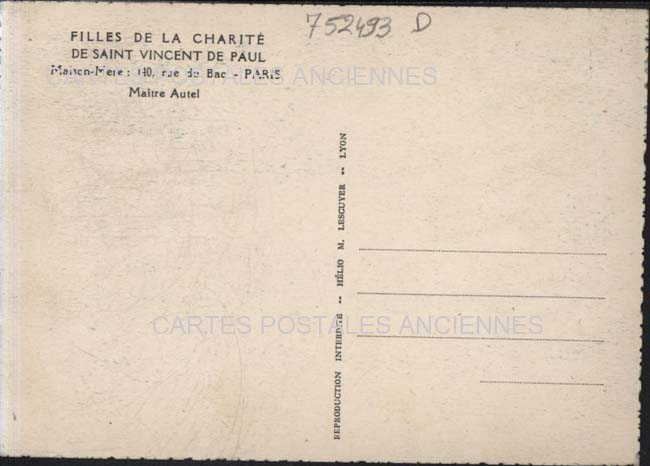 752493 D
FILLES DE LA CHARITÉ
DE SAINT VINCENT DE PAUL
Maison-Mère : 140, rue du Bac - PARIS
Maître Autel
CARTES POSTALES ANCIENNES
REPRODUCTION INTERDITE -- HÉLIO M. LESCUYER -- LYON
CARTES POSTALES ANCIENNES